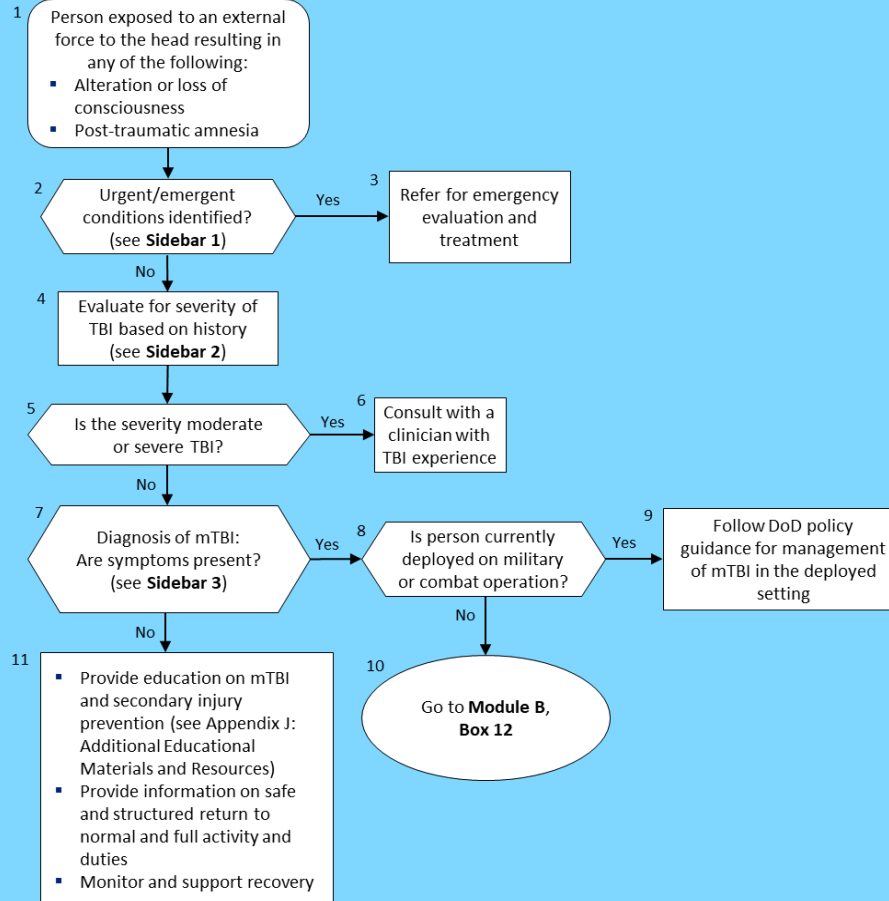 1
Person exposed to an external
force to the head resulting in
any of the following:
▪ Alteration or loss of
consciousness
▪ Post-traumatic amnesia
2
Urgent/emergent
conditions identified?
(see Sidebar 1)
Yes
3
Refer for emergency
evaluation and
treatment
No
4
Evaluate for severity of
TBI based on history
(see Sidebar 2)
5
Is the severity moderate
or severe TBI?
Yes
6
Consult with a
clinician with
TBI experience
No
7
Diagnosis of mTBI:
Are symptoms present?
(see Sidebar 3)
Yes
8
Is person currently
deployed on military
or combat operation?
Yes
9
Follow DoD policy
guidance for management
of mTBI in the deployed
setting
No
10
Go to Module B,
Box 12
No
11
▪ Provide education on mTBI
and secondary injury
prevention (see Appendix J:
Additional Educational
Materials and Resources)
▪ Provide information on safe
and structured return to
normal and full activity and
duties
▪ Monitor and support recovery